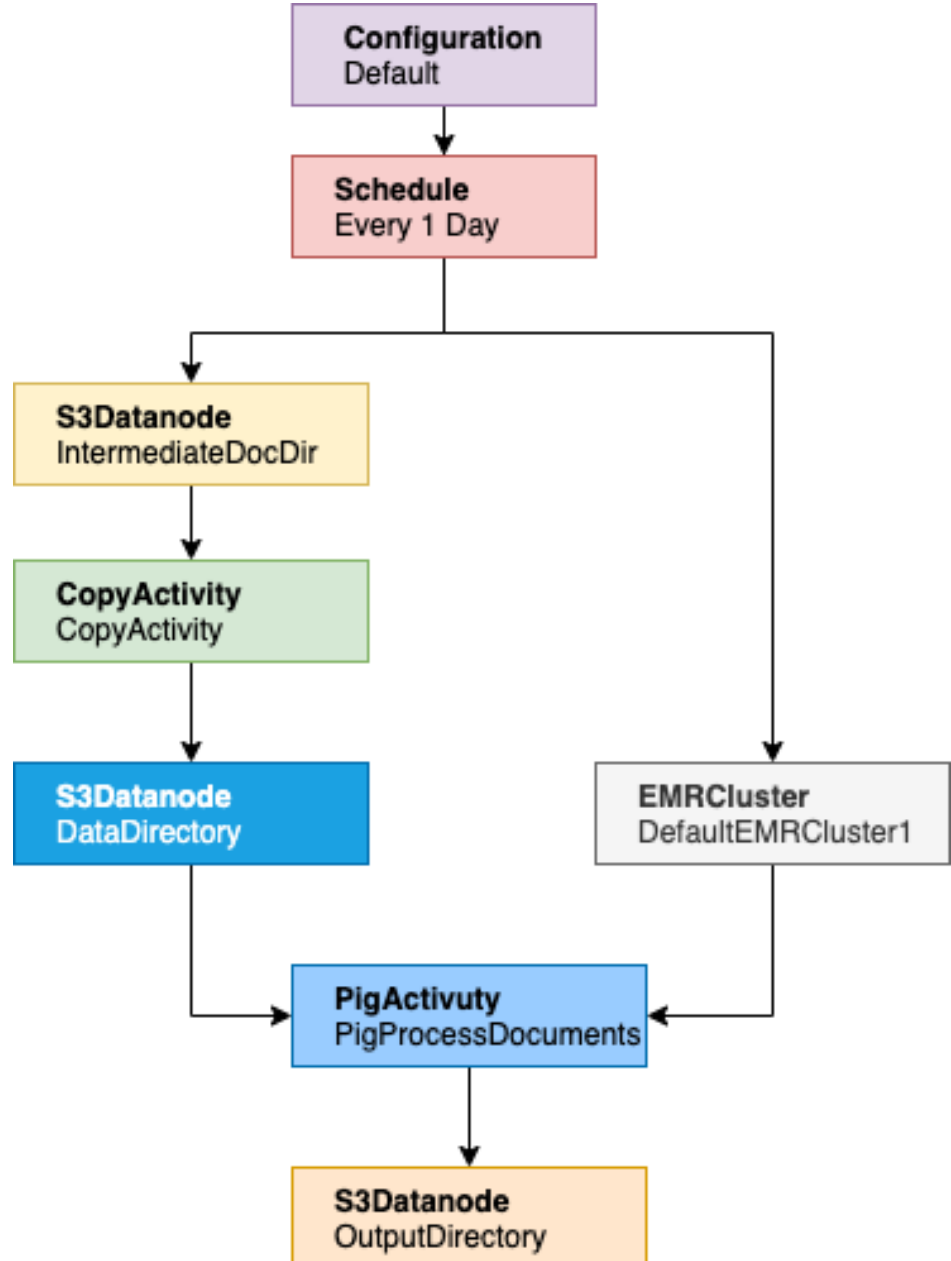 Configuration
Default
Schedule
Every 1 Day
S3Datanode
IntermediateDocDir
CopyActivity
CopyActivity
S3Datanode
DataDirectory
EMRCluster
DefaultEMRCluster1
PigActivuty
PigProcessDocuments
S3Datanode
OutputDirectory